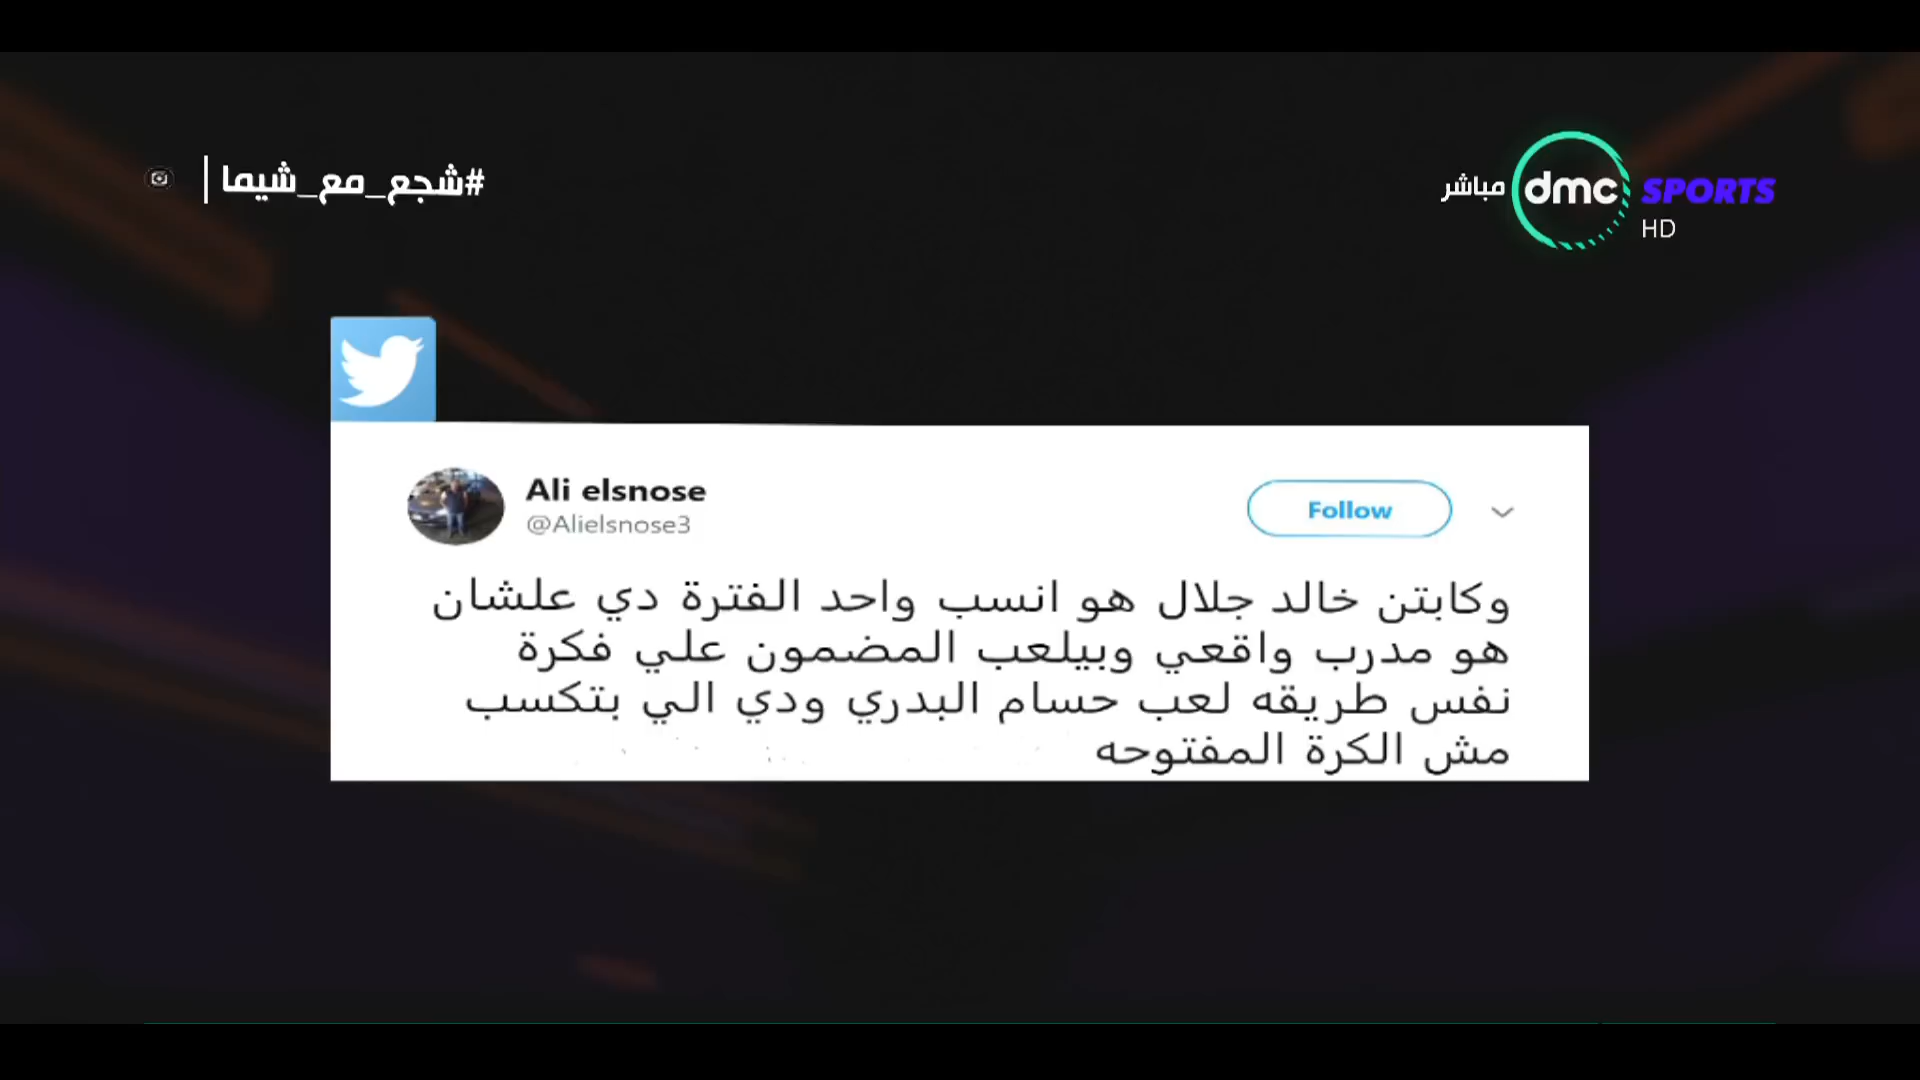 #شجع_مع_شيما
مباشر dmc SPORTS
HD
Ali elsnose
@Alielsnose3
Follow
وكابتن خالد جلال هو انسب واحد الفترة دي علشان
هو مدرب واقعي وبيلعب المضمون علي فكرة
نفس طريقه لعب حسام البدري ودي الي بتكسب
مش الكرة المفتوحه